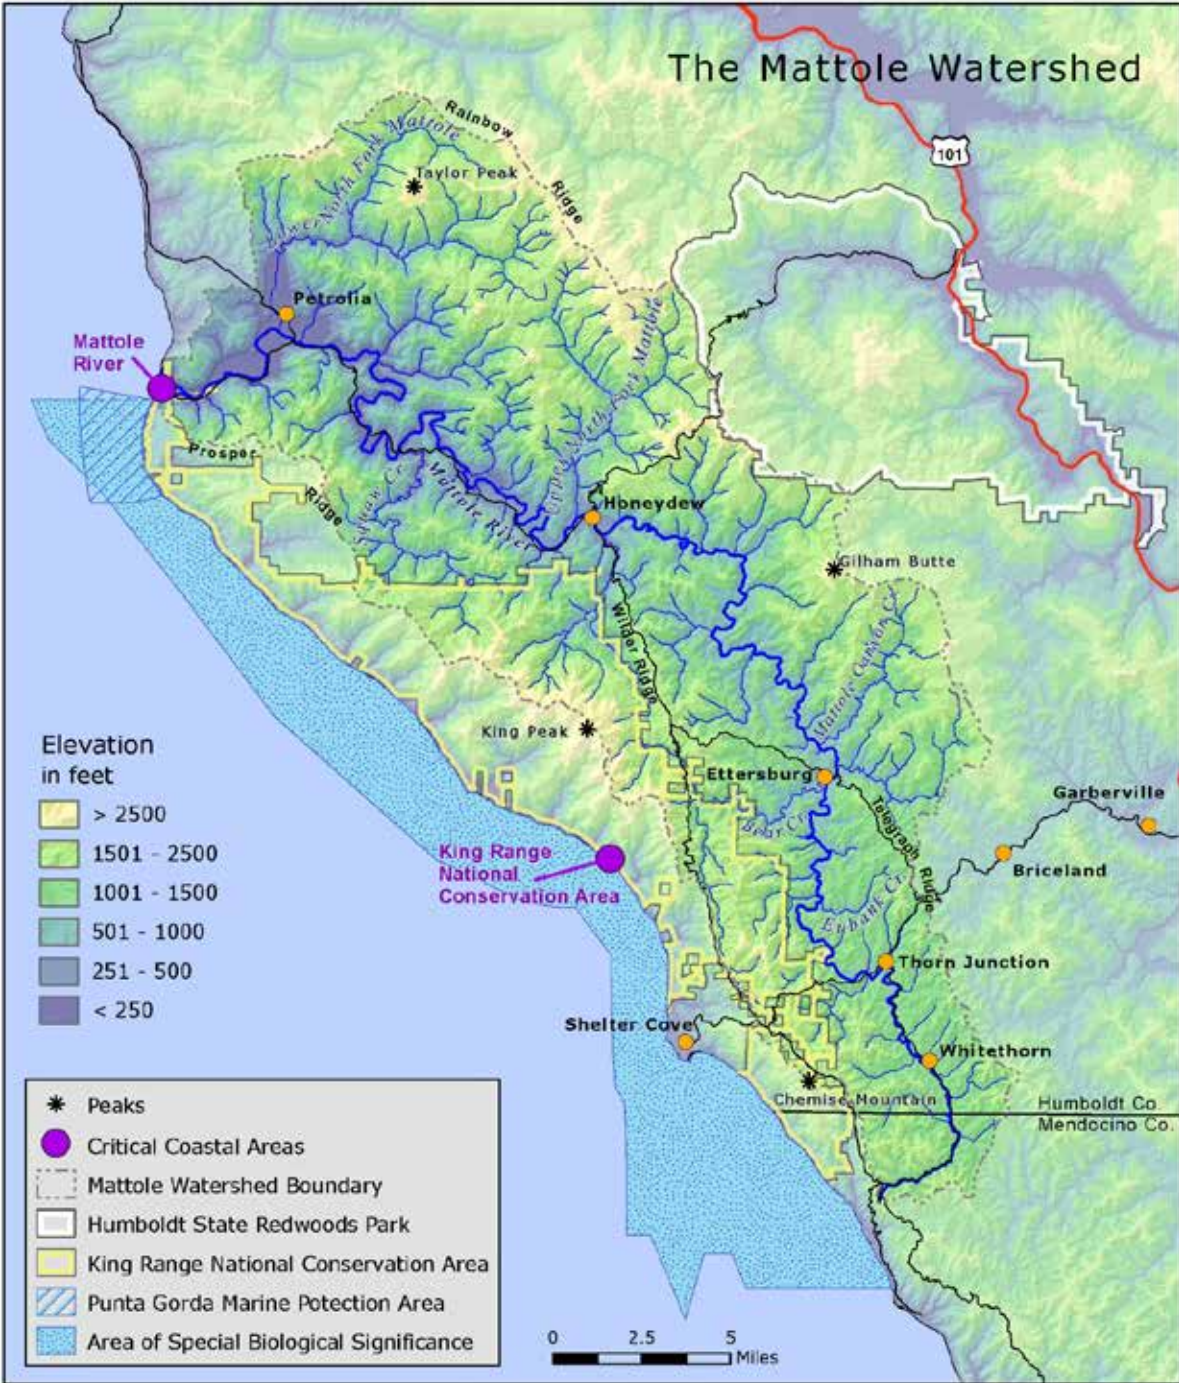 The Mattole Watershed
101
Rainbow
Ridge
Lower North Fork Mattole
Taylor Peak
Petrolia
Mattole
River
Upper North Fork Mattole
Prosper
Ridge
Squaw Cr.
Mattole River
Honeydew
Gilham Butte
Wilder Ridge
Mattole Canyon Cr.
King Peak
Ettersburg
Bear Cr.
Telegraph Ridge
Garberville
Briceland
King Range
National
Conservation Area
Eubank Cr.
Thorn Junction
Shelter Cove
Whitethorn
Chemise Mountain
Humboldt Co.
Mendocino Co.
Elevation
in feet
> 2500
1501 - 2500
1001 - 1500
501 - 1000
251 - 500
< 250
Peaks
Critical Coastal Areas
Mattole Watershed Boundary
Humboldt State Redwoods Park
King Range National Conservation Area
Punta Gorda Marine Potection Area
Area of Special Biological Significance
0 2.5 5
Miles